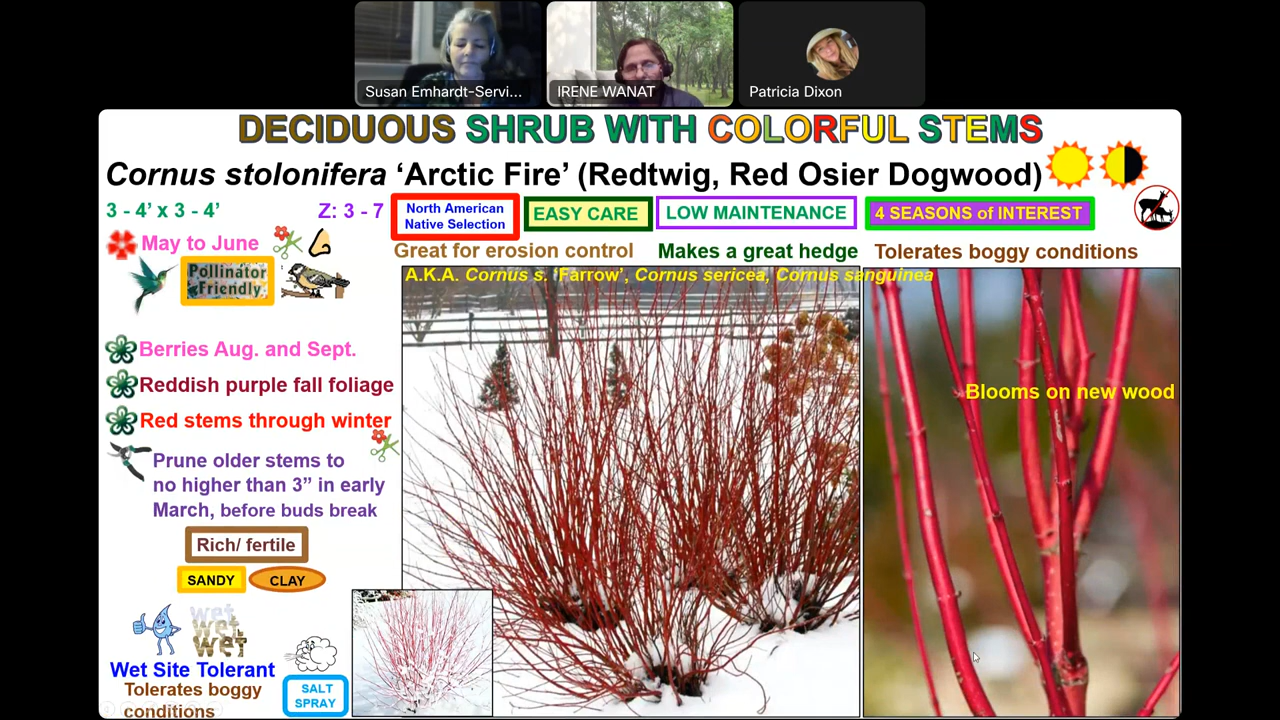 Susan Emhardt-Servi...
IRENE WANAT
Patricia Dixon
DECIDUOUS SHRUB WITH COLORFUL STEMS
Cornus stolonifera ‘Arctic Fire’ (Redtwig, Red Osier Dogwood)
3 - 4’ x 3 - 4’
Z: 3 - 7
North American
Native Selection
EASY CARE
LOW MAINTENANCE
4 SEASONS of INTEREST
May to June
Great for erosion control
Makes a great hedge
Tolerates boggy conditions
Pollinator
Friendly
A.K.A. Cornus s. ‘Farrow’, Cornus sericea, Cornus sanguinea
Berries Aug. and Sept.
Reddish purple fall foliage
Red stems through winter
Blooms on new wood
Prune older stems to
no higher than 3” in early
March, before buds break
Rich/ fertile
SANDY
CLAY
wet
wet
wet
Wet Site Tolerant
Tolerates boggy
conditions
SALT
SPRAY